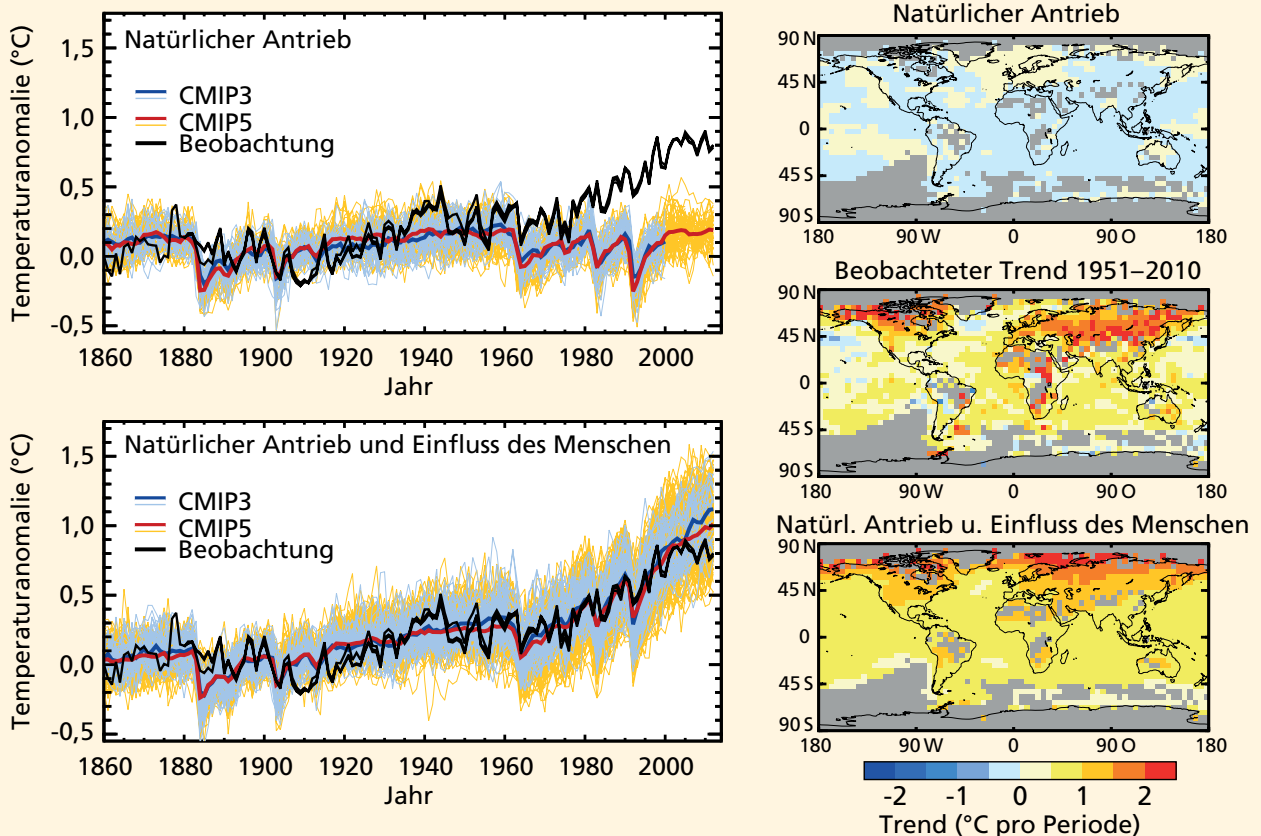 Temperaturanomalie (°C)
Natürlicher Antrieb
CMIP3
CMIP5
Beobachtung
1,5
1,0
0,5
0,0
-0,5
1860 1880 1900 1920 1940 1960 1980 2000
Jahr
Temperaturanomalie (°C)
Natürlicher Antrieb und Einfluss des Menschen
CMIP3
CMIP5
Beobachtung
1,5
1,0
0,5
0,0
-0,5
1860 1880 1900 1920 1940 1960 1980 2000
Jahr
Natürlicher Antrieb
90 N
45 N
0
45 S
90 S
180 90 W 0 90 O 180
Beobachteter Trend 1951–2010
90 N
45 N
0
45 S
90 S
180 90 W 0 90 O 180
Natürl. Antrieb u. Einfluss des Menschen
90 N
45 N
0
45 S
90 S
180 90 W 0 90 O 180
-2 -1 0 1 2
Trend (°C pro Periode)